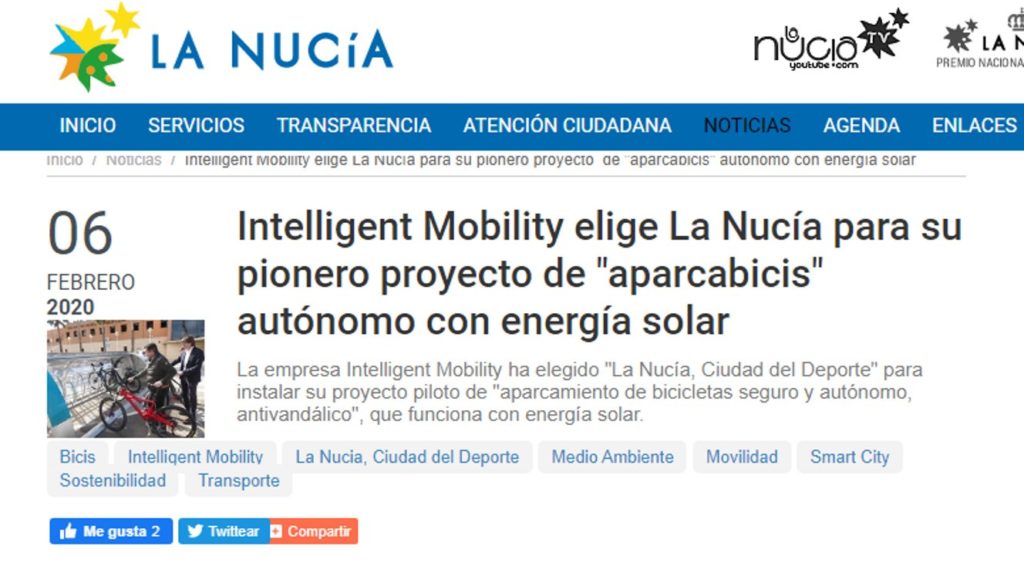 LA NUCÍA
la nucia TV
youtube.com
LA N
PREMIO NACIONA
INICIO SERVICIOS TRANSPARENCIA ATENCIÓN CIUDADANA NOTICIAS AGENDA ENLACES
Inicio / Noticias / Intelligent Mobility elige La Nucía para su pionero proyecto de "aparcabicis" autónomo con energía solar
06
FEBRERO
2020
Intelligent Mobility elige La Nucía para su
pionero proyecto de "aparcabicis"
autónomo con energía solar
La empresa Intelligent Mobility ha elegido "La Nucía, Ciudad del Deporte" para
instalar su proyecto piloto de "aparcamiento de bicicletas seguro y autónomo,
antivandálico", que funciona con energía solar.
Bicis Intelligent Mobility La Nucia, Ciudad del Deporte Medio Ambiente Movilidad Smart City
Sostenibilidad Transporte
Me gusta 2 Twittear Compartir